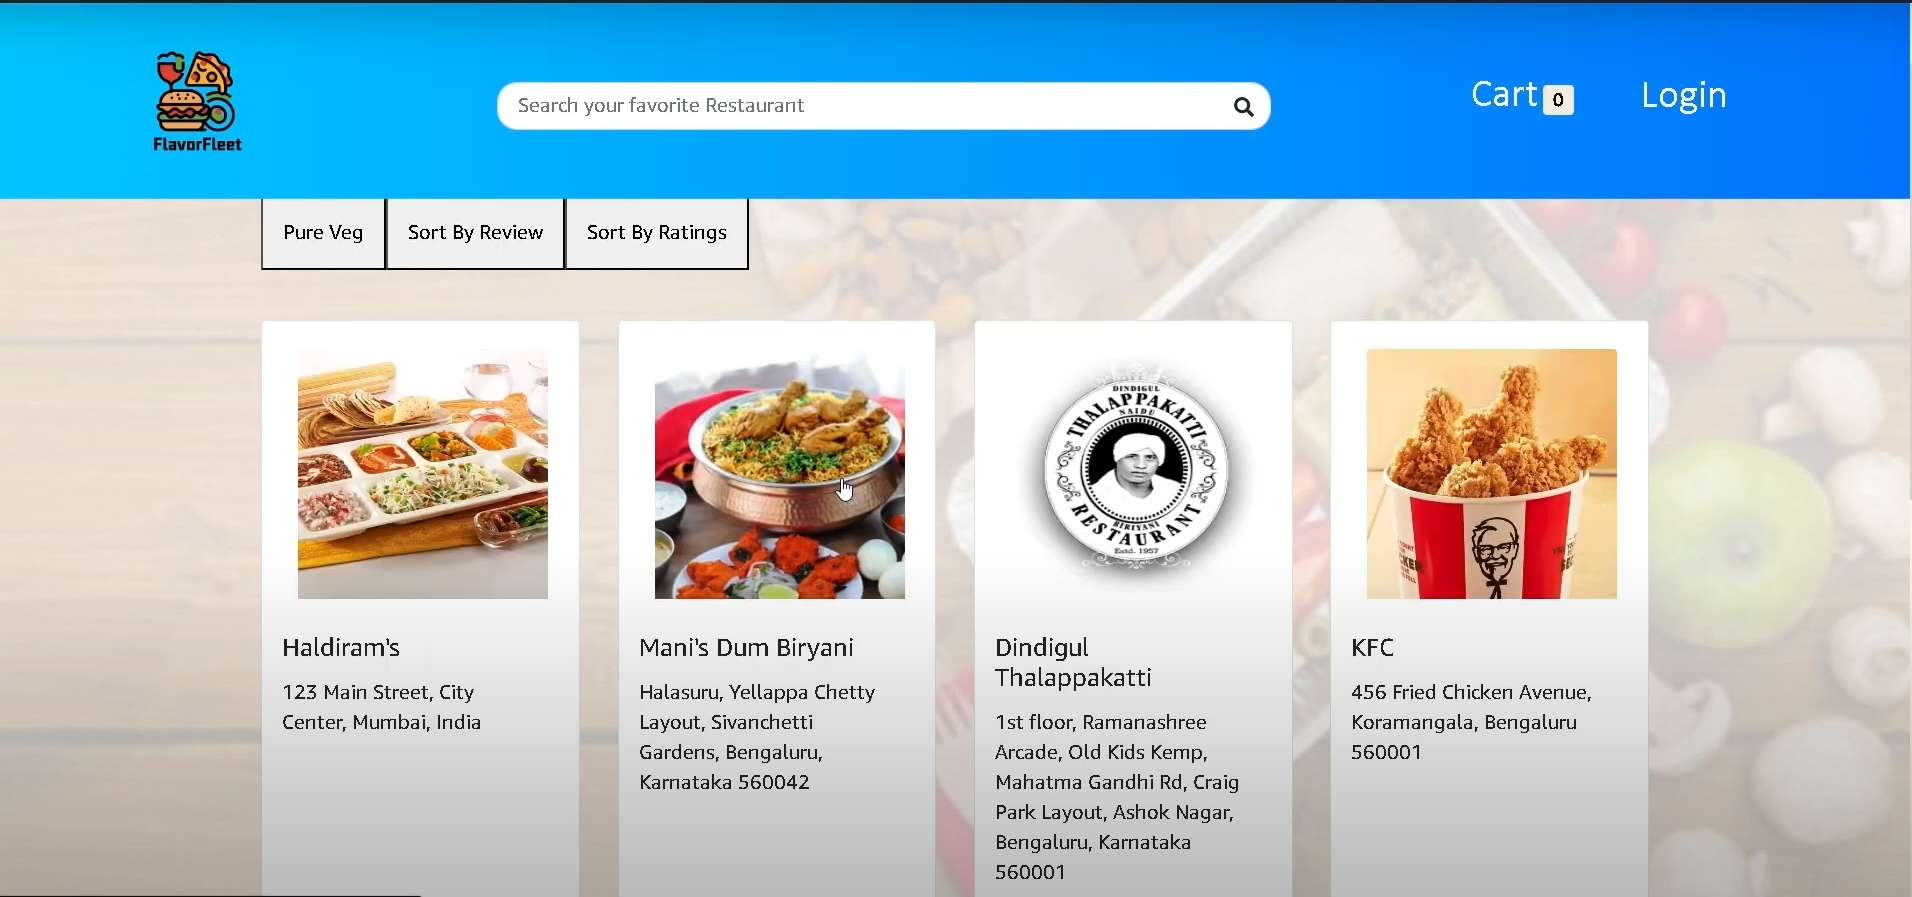 FlavorFleet
Search your favorite Restaurant
Cart 0
Login
Pure Veg
Sort By Review
Sort By Ratings
Haldiram's
123 Main Street, City
Center, Mumbai, India
Mani's Dum Biryani
Halasuru, Yellappa Chetty
Layout, Sivanchetti
Gardens, Bengaluru,
Karnataka 560042
DINDIGUL
THALAPPAKATTI
NAIDU
BIRIYANI
RESTAURANT
Estd. 1957
Dindigul
Thalappakatti
1st floor, Ramanashree
Arcade, Old Kids Kemp,
Mahatma Gandhi Rd, Craig
Park Layout, Ashok Nagar,
Bengaluru, Karnataka
560001
KFC
456 Fried Chicken Avenue,
Koramangala, Bengaluru
560001